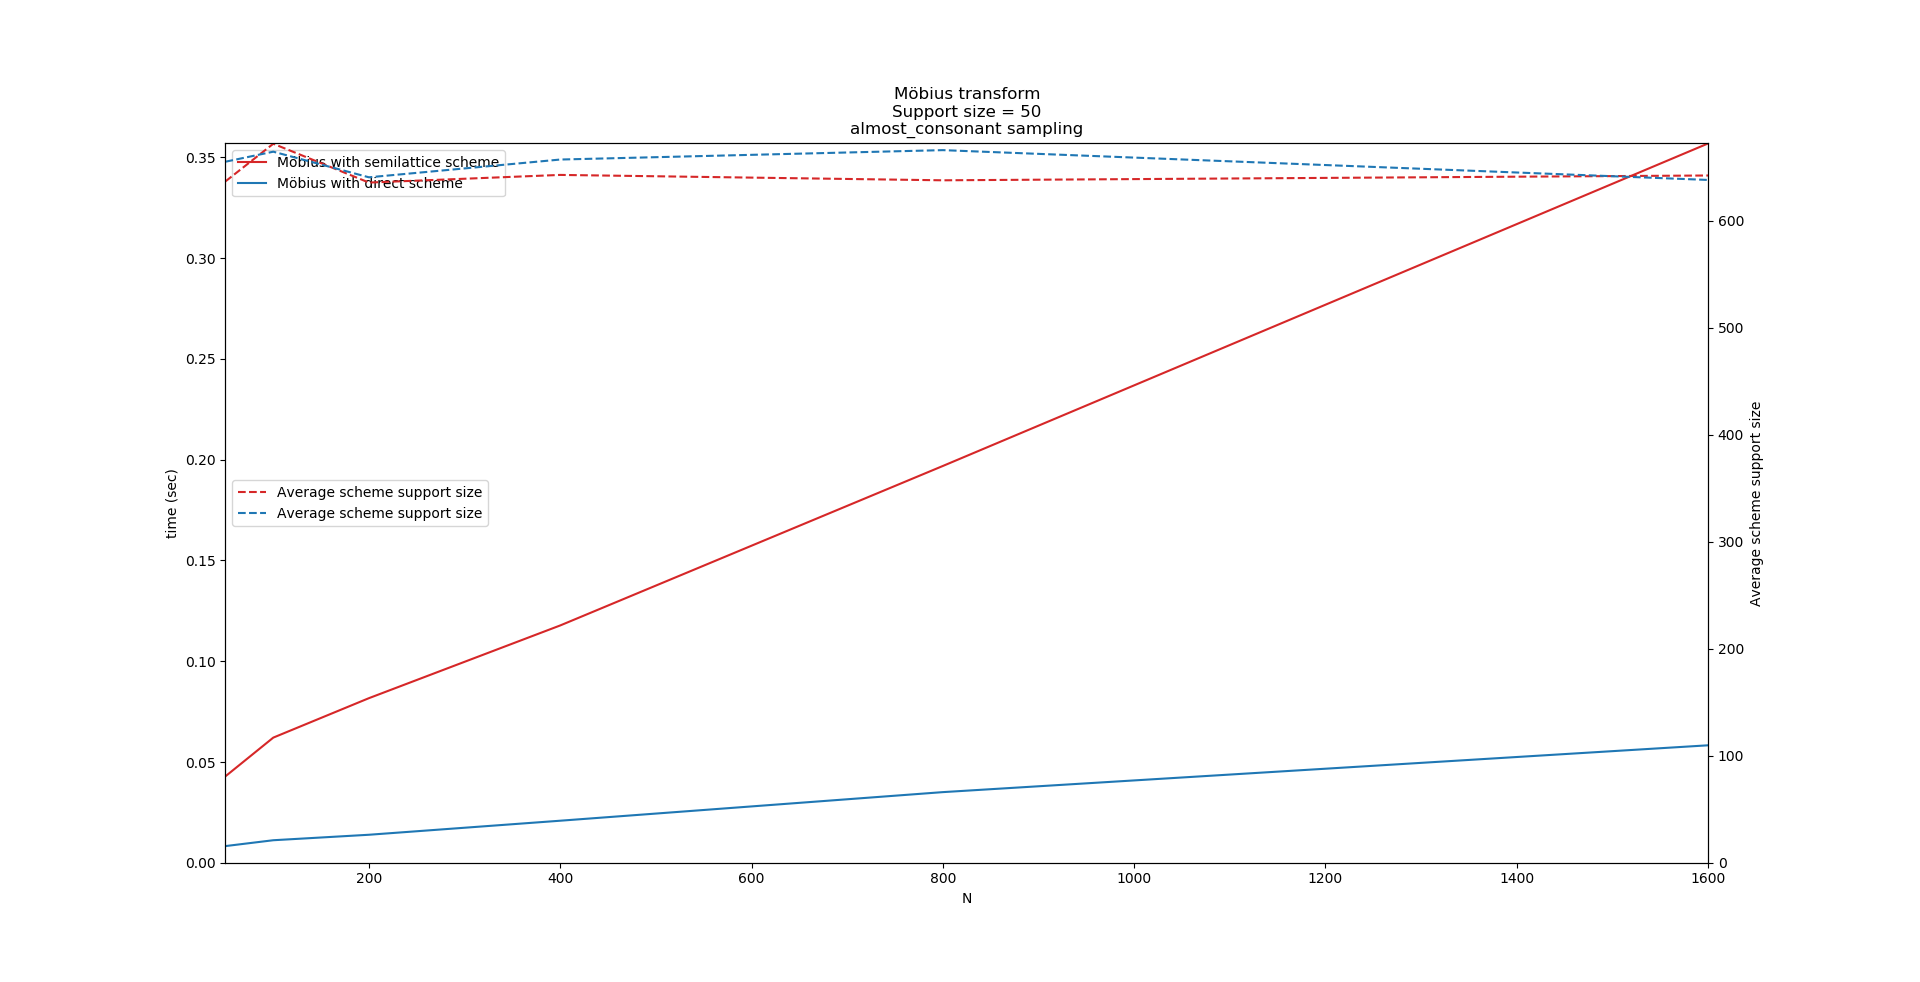 Möbius transform
Support size = 50
almost_consonant sampling
0.35
0.30
0.25
0.20
0.15
0.10
0.05
0.00
time (sec)
Möbius with semilattice scheme
Möbius with direct scheme
Average scheme support size
Average scheme support size
600
500
400
300
200
100
0
Average scheme support size
200 400 600 800 1000 1200 1400 1600
N